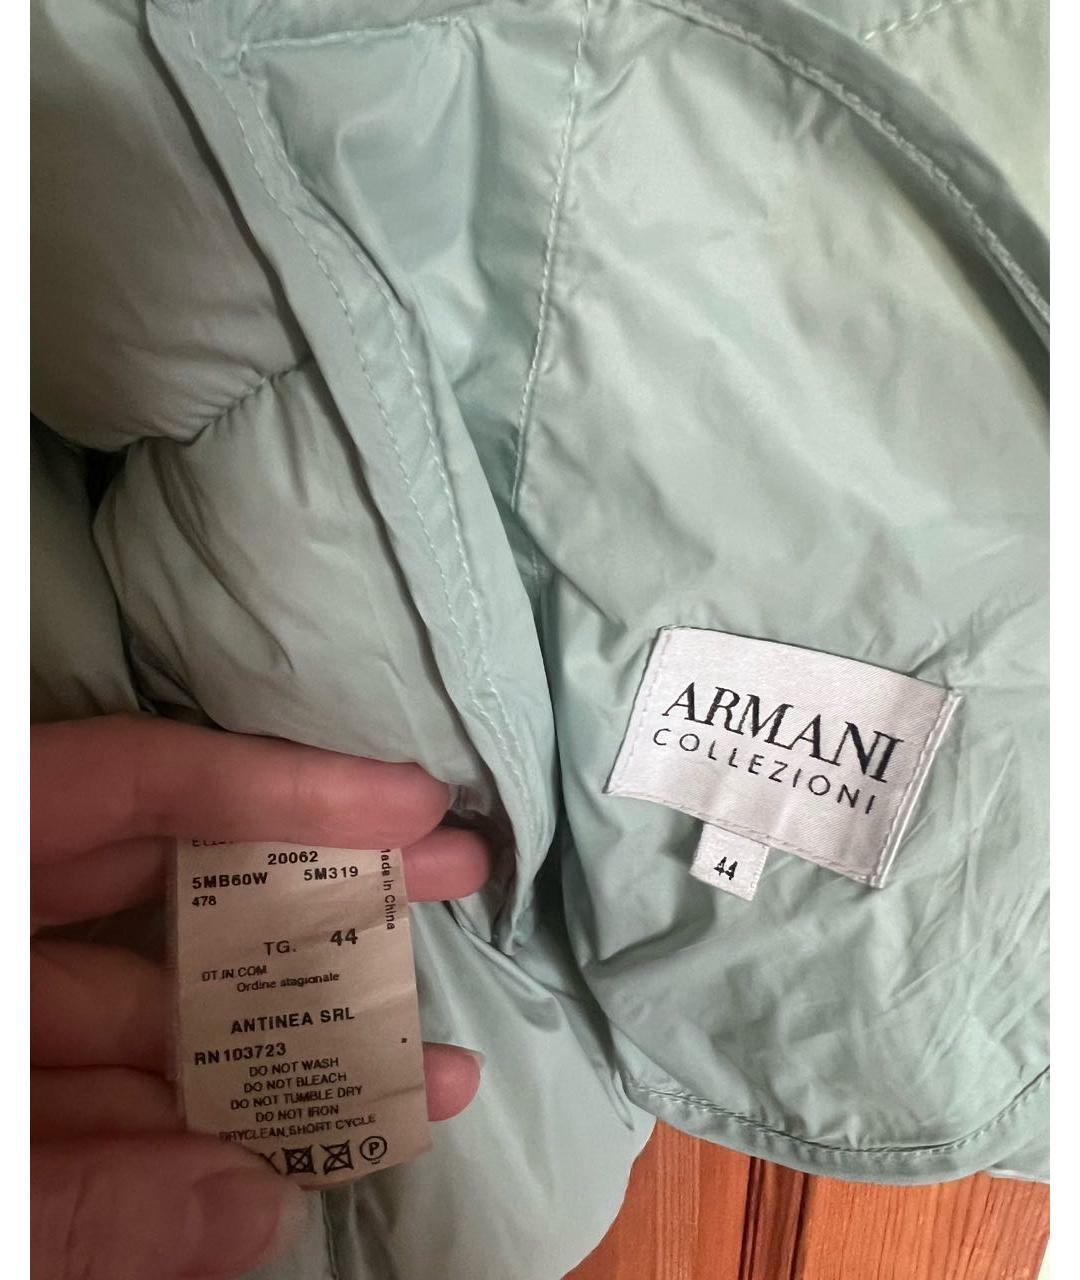 ARMANI
COLLEZIONI
44
20062
5MB60W 5M319
478
Made in China
TG. 44
DT.IN.COM
Ordine stagionale
ANTINEA SRL
RN103723
DO NOT WASH
DO NOT BLEACH
DO NOT TUMBLE DRY
DO NOT IRON
DRYCLEAN SHORT CYCLE
P